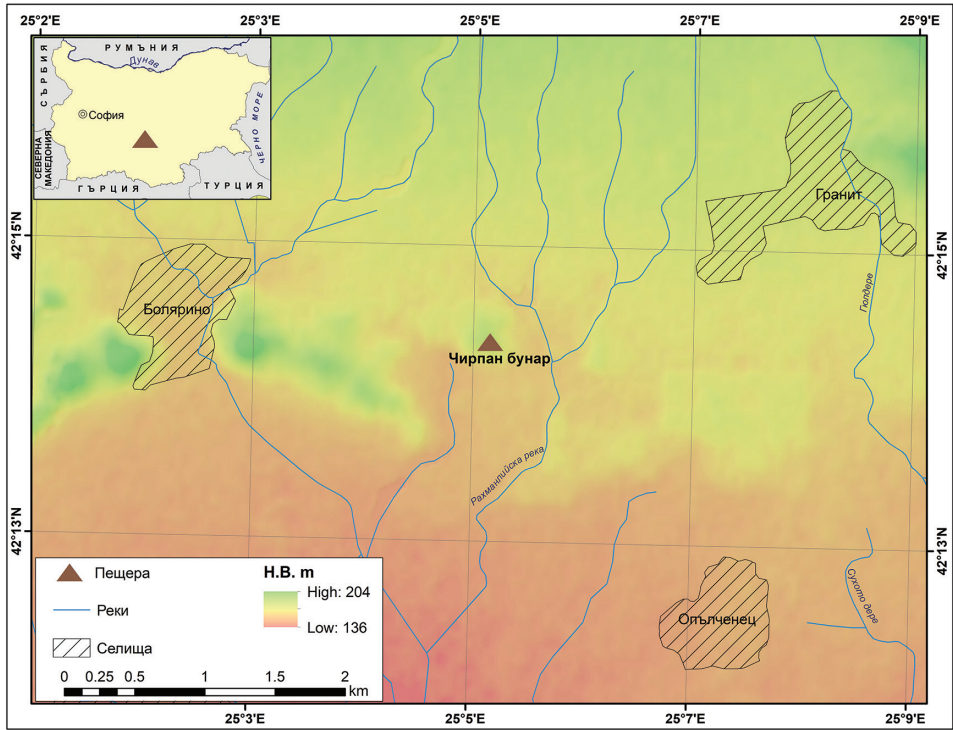 25°2'E 25°3'E 25°5'E 25°7'E 25°9'E
РУМЪНИЯ
Дунав
СЪРБИЯ
София
ЧЕРНО МОРЕ
СЕВЕРНА
МАКЕДОНИЯ
ГЪРЦИЯ
ТУРЦИЯ
Гранит
42°15'N
42°15'N
Гюлдере
Болярино
Чирпан бунар
Рахманлийска река
42°13'N
42°13'N
Сухото дере
Опълченец
Пещера
Реки
Селища
Н.В. m
High: 204
Low: 136
0 0.25 0.5 1 1.5 2
km
25°3'E 25°5'E 25°7'E 25°9'E